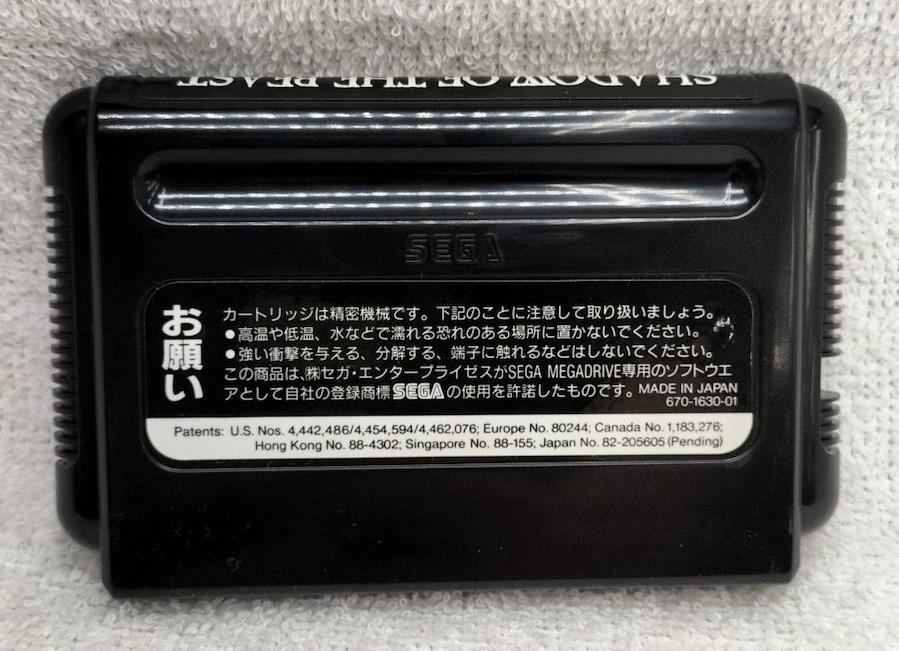 SHADOW OF THE BEAST
SEGA
お願い
カートリッジは精密機械です。下記のことに注意して取り扱いましょう。
●高温や低温、水などで濡れる恐れのある場所に置かないでください。
●強い衝撃を与える、分解する、端子に触れるなどはしないでください。
この商品は、㈱セガ・エンタープライゼスがSEGA MEGADRIVE専用のソフトウエ
アとして自社の登録商標SEGAの使用を許諾したものです。MADE IN JAPAN
670-1630-01
Patents: U.S. Nos. 4,442,486/4,454,594/4,462,076; Europe No. 80244; Canada No. 1,183,276;
Hong Kong No. 88-4302; Singapore No. 88-155; Japan No. 82-205605 (Pending)